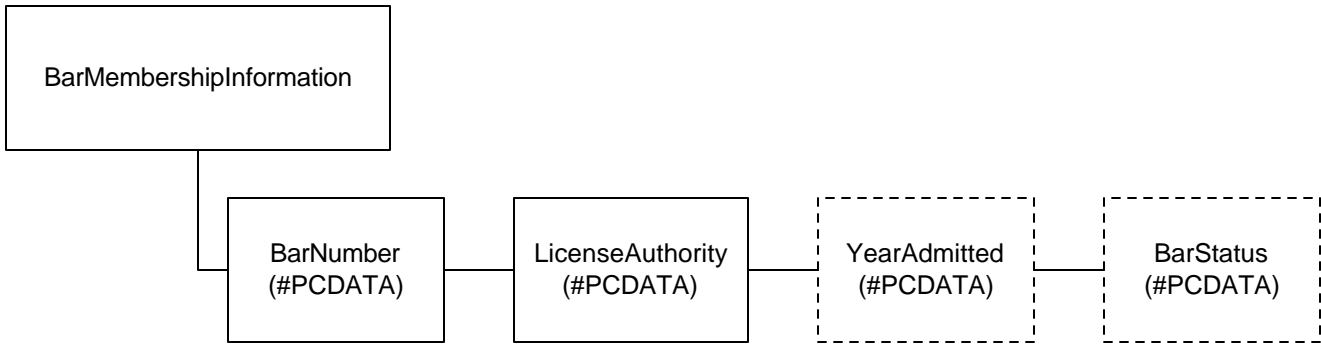 BarMembershipInformation
BarNumber
(#PCDATA)
LicenseAuthority
(#PCDATA)
YearAdmitted
(#PCDATA)
BarStatus
(#PCDATA)